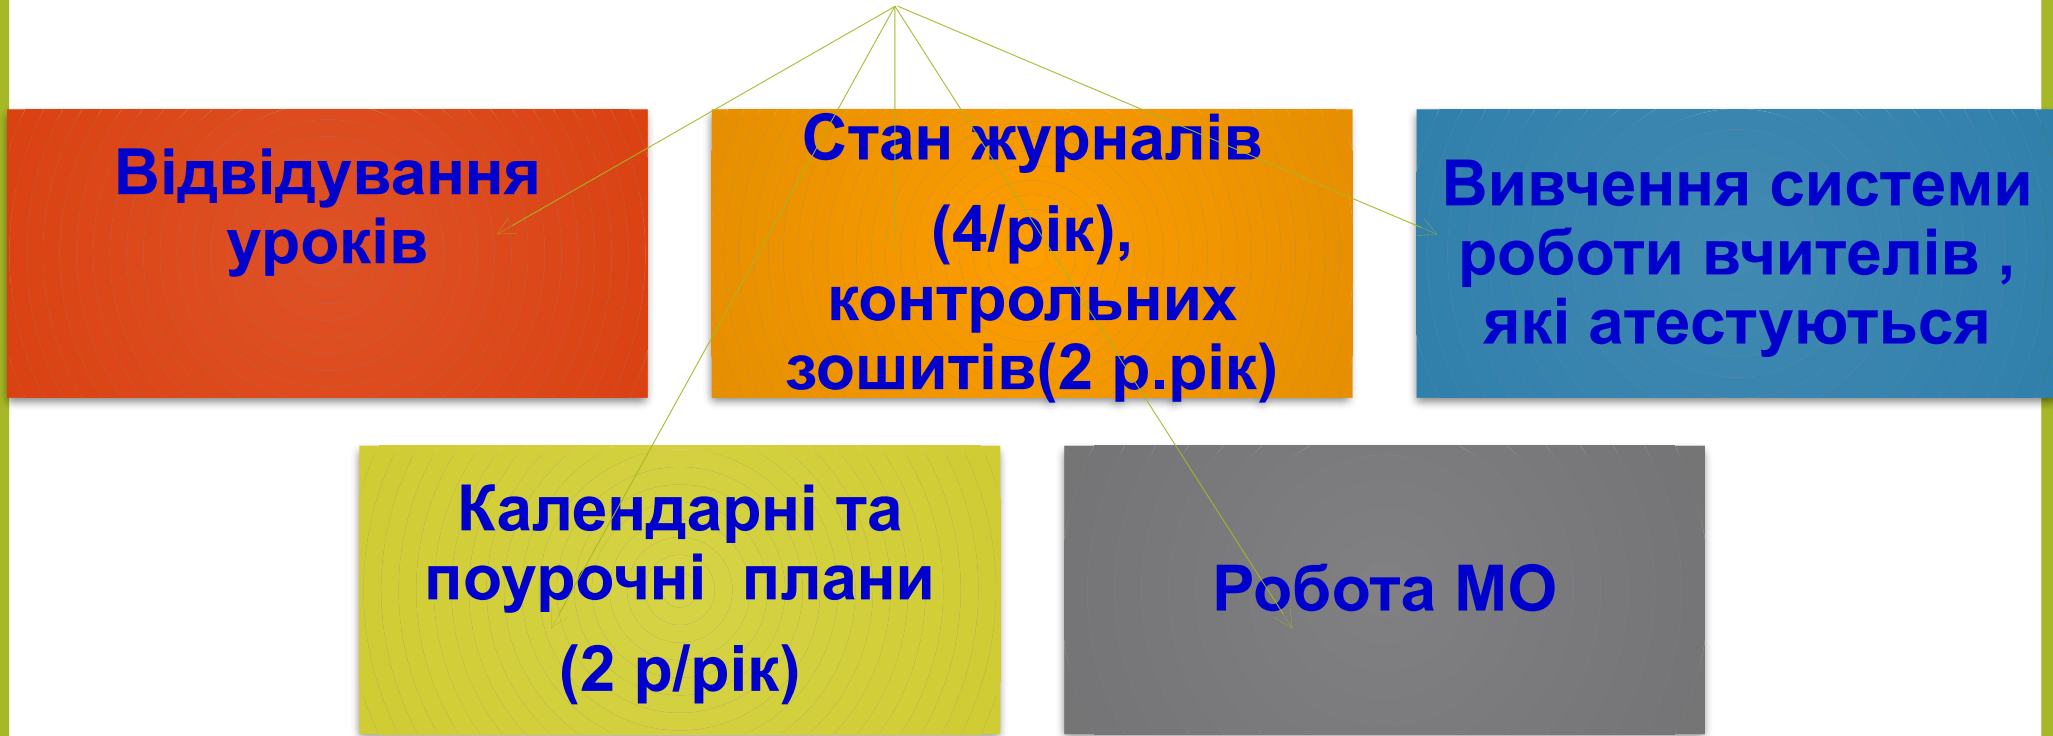 Відвідування
уроків
Стан журналів
(4/рік),
контрольних
зошитів(2 р.рік)
Вивчення системи
роботи вчителів ,
які атестуються
Календарні та
поурочні  плани
(2 р/рік)
Робота МО